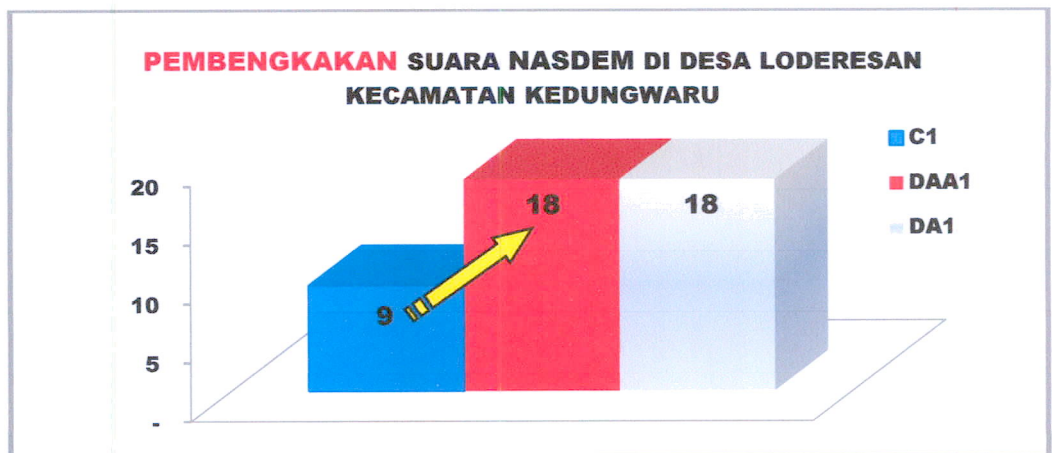 PEMBENGKAKAN SUARA NASDEM DI DESA LODERESAN
KECAMATAN KEDUNGWARU
C1
DAA1
DA1
20
15
10
5
-
9
18
18